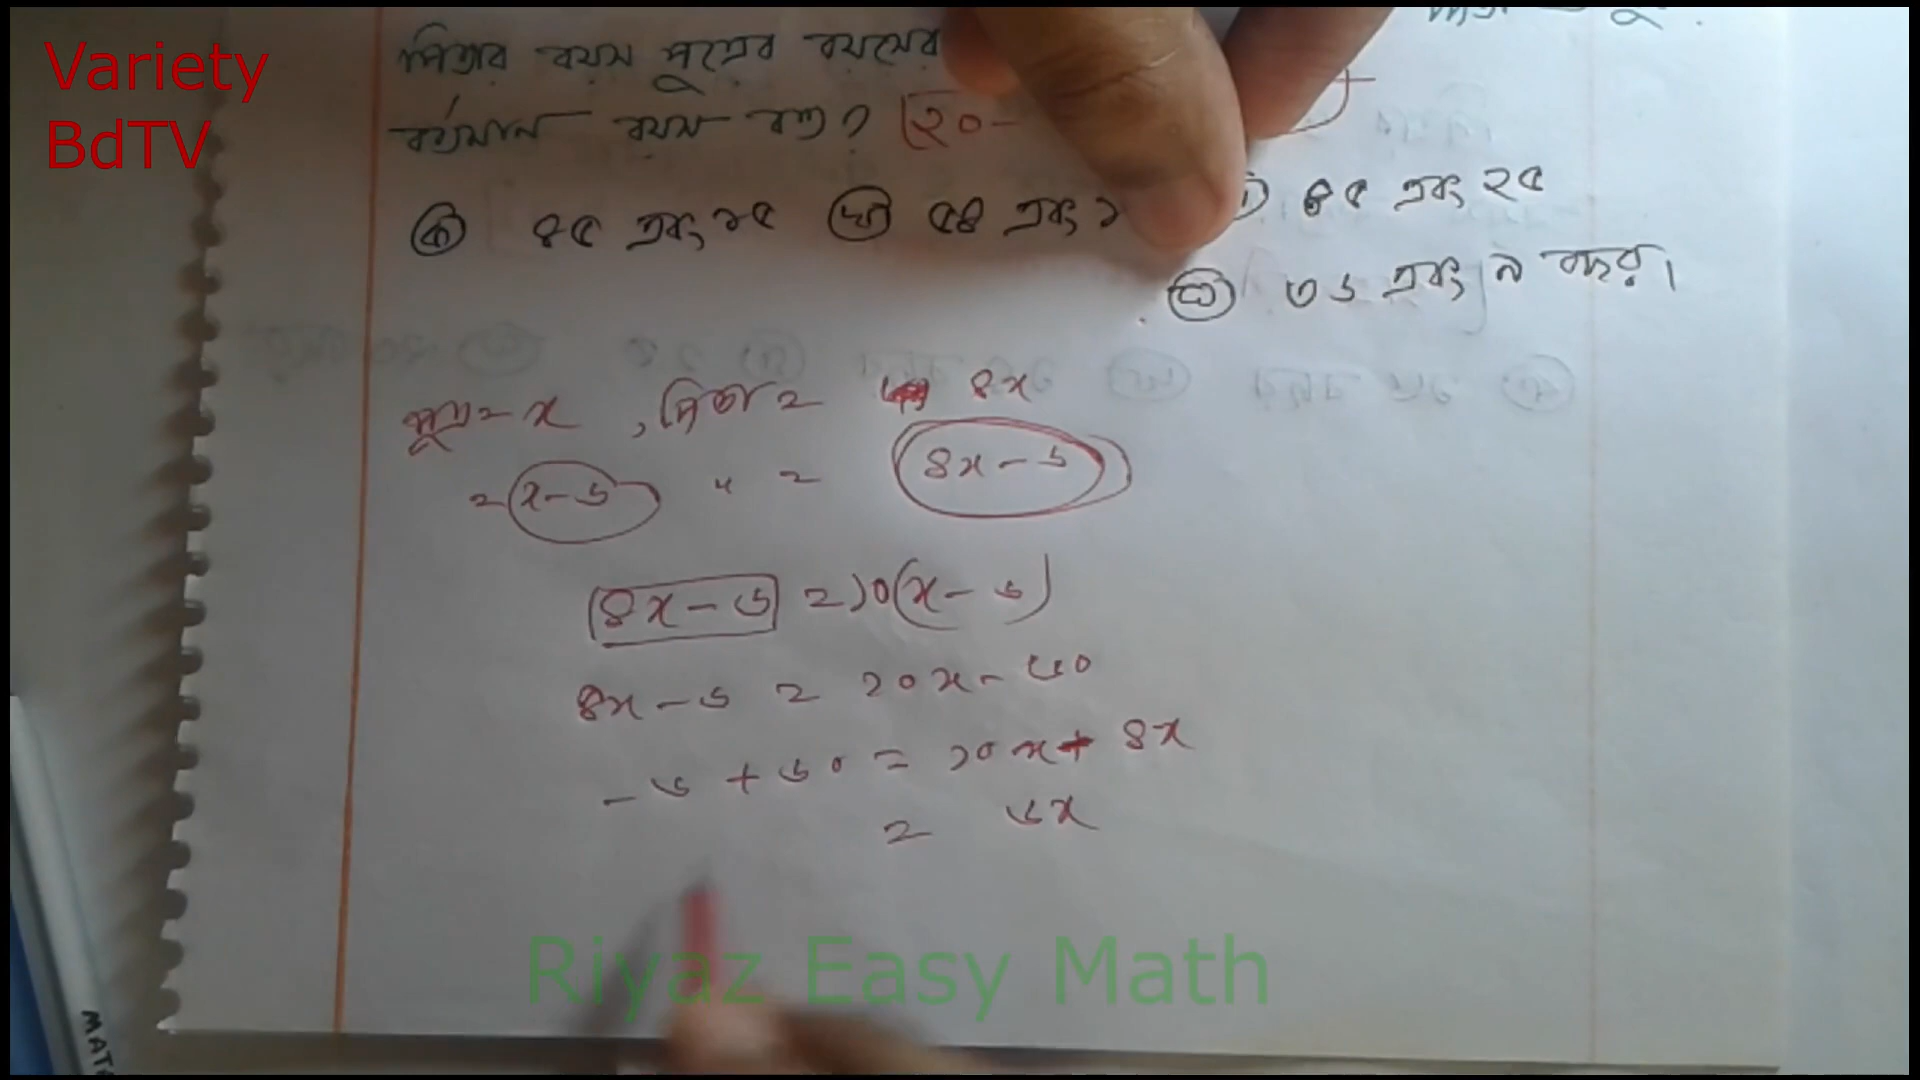 Variety
BdTV
পিতার বয়স পুত্রের বয়সের
বর্তমান বয়স কত? [২০-
ক ৪৫ এবং ১৫ খ ৫৪ এবং ১ ৪৫ এবং ২৫
ঘ ৩৬ এবং ৯ বছর।
পুত্র = x , পিতা = ৪x
= x - ৬ " = ৪x - ৬
৪x - ৬ = ১০(x - ৬)
৪x - ৬ = ১০x - ৬০
- ৬ + ৬০ = ১০x - ৪x
= ৬x
Riyaz Easy Math